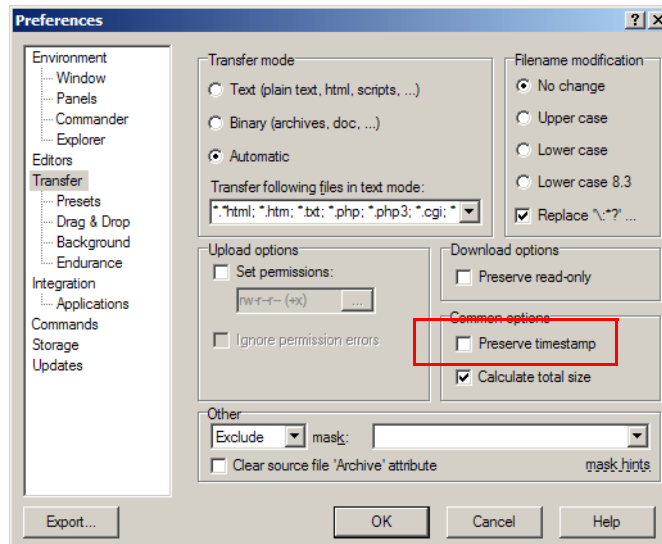 Preferences
Environment
Window
Panels
Commander
Explorer
Editors
Transfer
Presets
Drag & Drop
Background
Endurance
Integration
Applications
Commands
Storage
Updates
Transfer mode
Text (plain text, html, scripts, ...)
Binary (archives, doc, ...)
Automatic
Transfer following files in text mode:
*.*html; *.htm; *.txt; *.php; *.php3; *.cgi; *
Filename modification
No change
Upper case
Lower case
Lower case 8.3
Replace '\:*?' ...
Upload options
Set permissions:
rw-r--r-- (+x)
...
Ignore permission errors
Download options
Preserve read-only
Common options
Preserve timestamp
Calculate total size
Other
Exclude mask:
Clear source file 'Archive' attribute mask hints
Export... OK Cancel Help